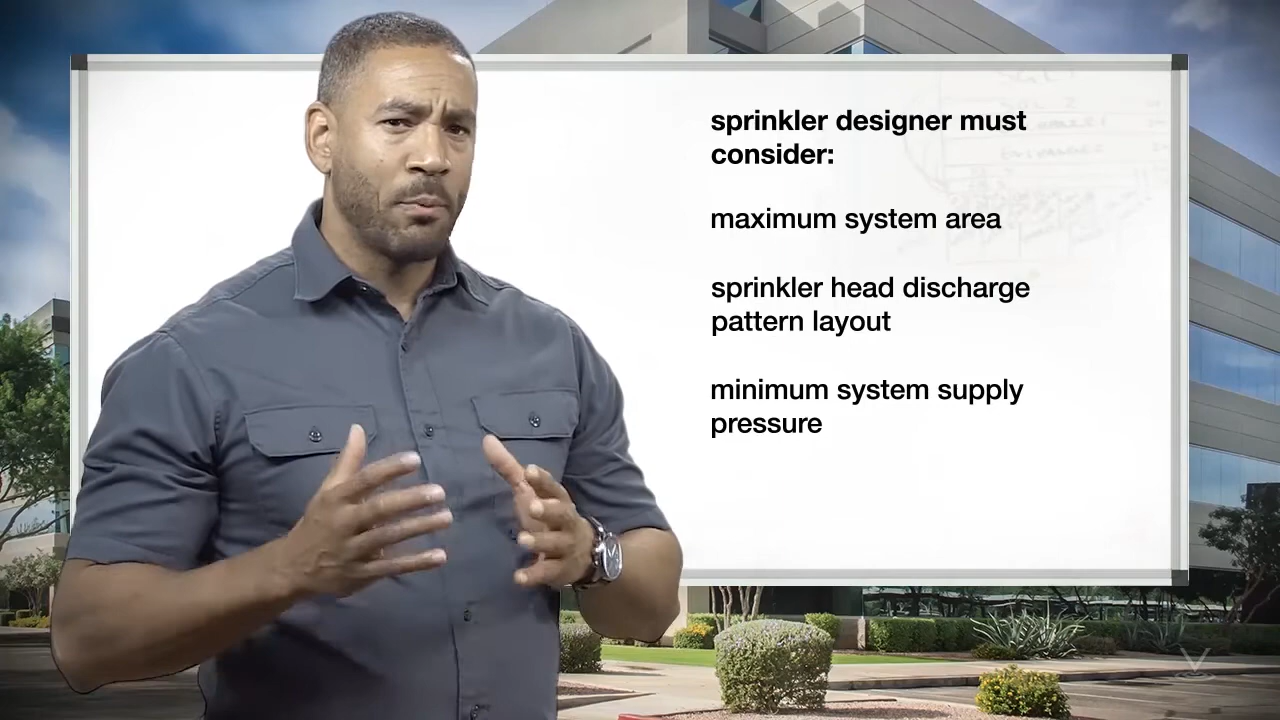 sprinkler designer must
consider:
maximum system area
sprinkler head discharge
pattern layout
minimum system supply
pressure